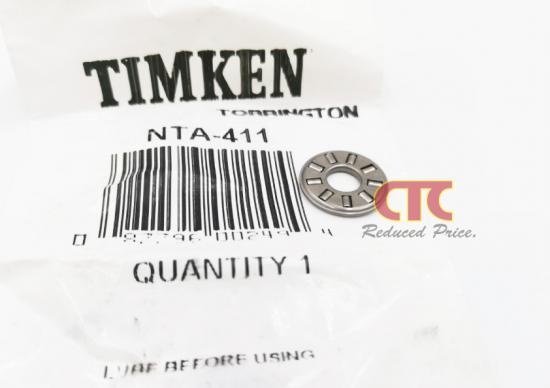 TIMKEN
TORRINGTON
NTA-411
CTC
Reduced Price.
QUANTITY 1
LUBE BEFORE USING